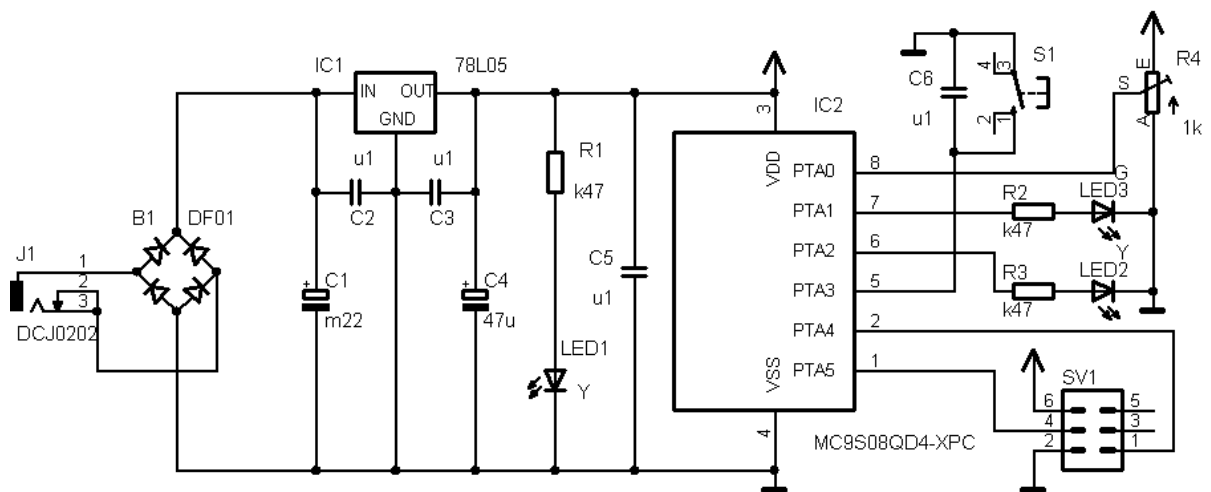 IC1
78L05
IN
OUT
GND
u1
u1
C2
C3
B1
DF01
J1
1
2
3
DCJ0202
C1
m22
C4
47u
R1
k47
LED1
Y
C5
u1
IC2
3
VDD
VSS
4
PTA0
PTA1
PTA2
PTA3
PTA4
PTA5
8
7
6
5
2
1
MC9S08QD4-XPC
C6
u1
S1
4
3
2
1
R4
E
S
A
1k
G
R2
k47
LED3
Y
R3
k47
LED2
SV1
6
4
2
5
3
1